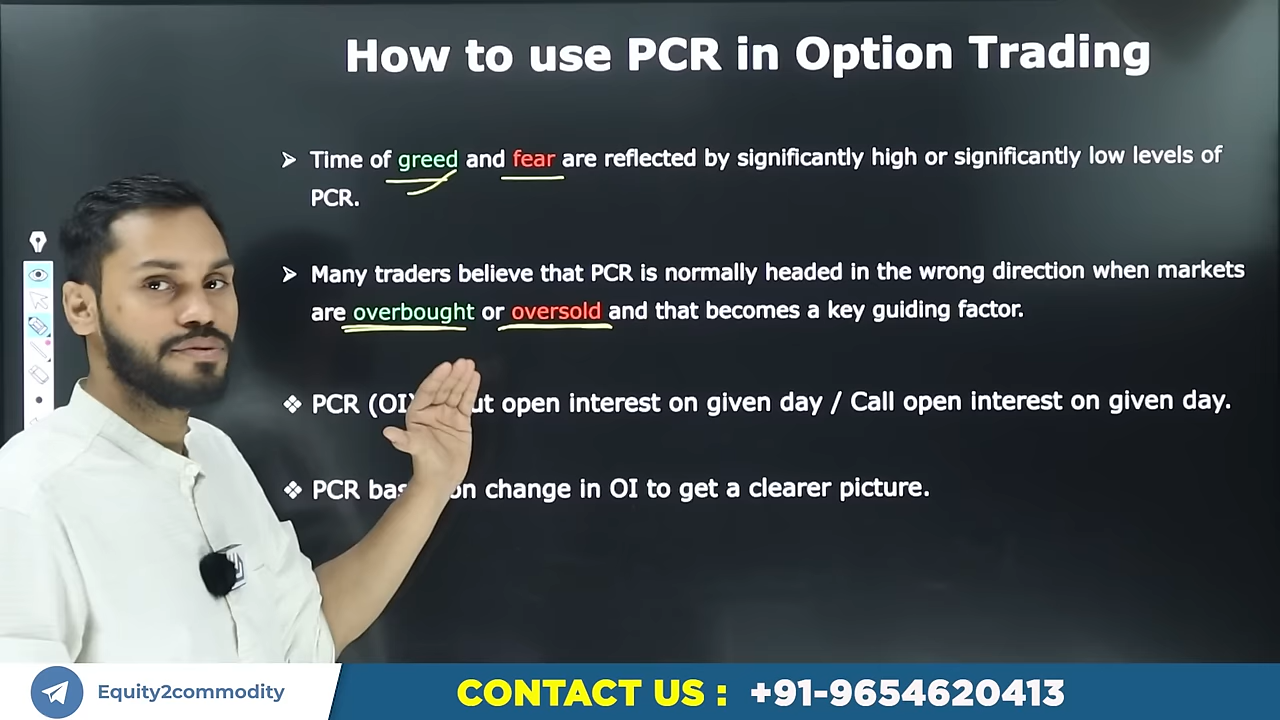 How to use PCR in Option Trading
➢ Time of greed and fear are reflected by significantly high or significantly low levels of
PCR.
➢ Many traders believe that PCR is normally headed in the wrong direction when markets
are overbought or oversold and that becomes a key guiding factor.
❖ PCR (OI) ut open interest on given day / Call open interest on given day.
❖ PCR bas on change in OI to get a clearer picture.
Equity2commodity
CONTACT US : +91-9654620413